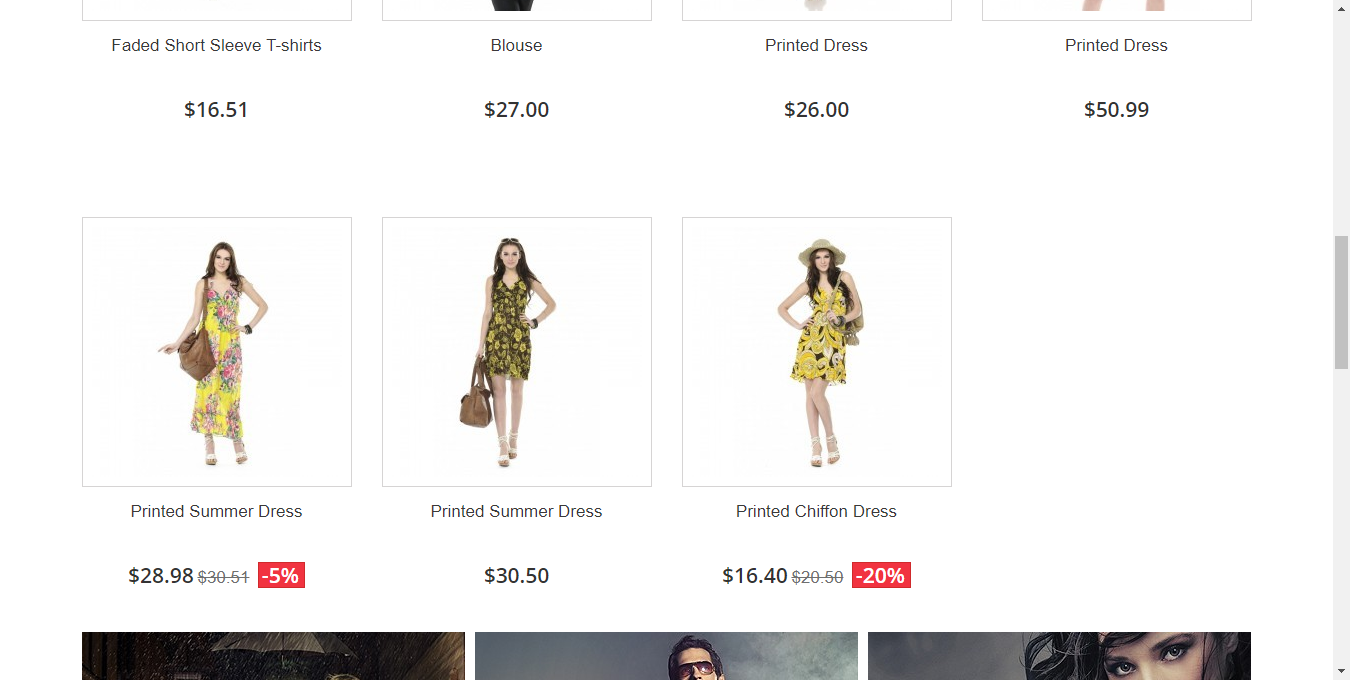 Faded Short Sleeve T-shirts
Blouse
Printed Dress
Printed Dress
$16.51
$27.00
$26.00
$50.99
Printed Summer Dress
Printed Summer Dress
Printed Chiffon Dress
$28.98 $30.51 -5%
$30.50
$16.40 $20.50 -20%